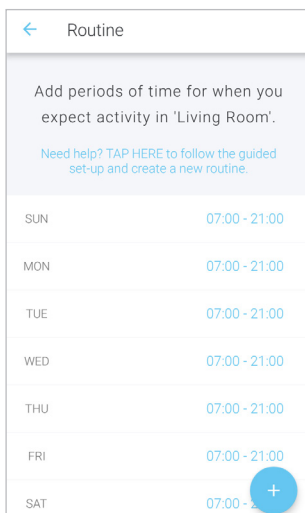 Routine
Add periods of time for when you
expect activity in 'Living Room'.
Need help? TAP HERE to follow the guided
set-up and create a new routine.
SUN 07:00 - 21:00
MON 07:00 - 21:00
TUE 07:00 - 21:00
WED 07:00 - 21:00
THU 07:00 - 21:00
FRI 07:00 - 21:00
SAT 07:00 -